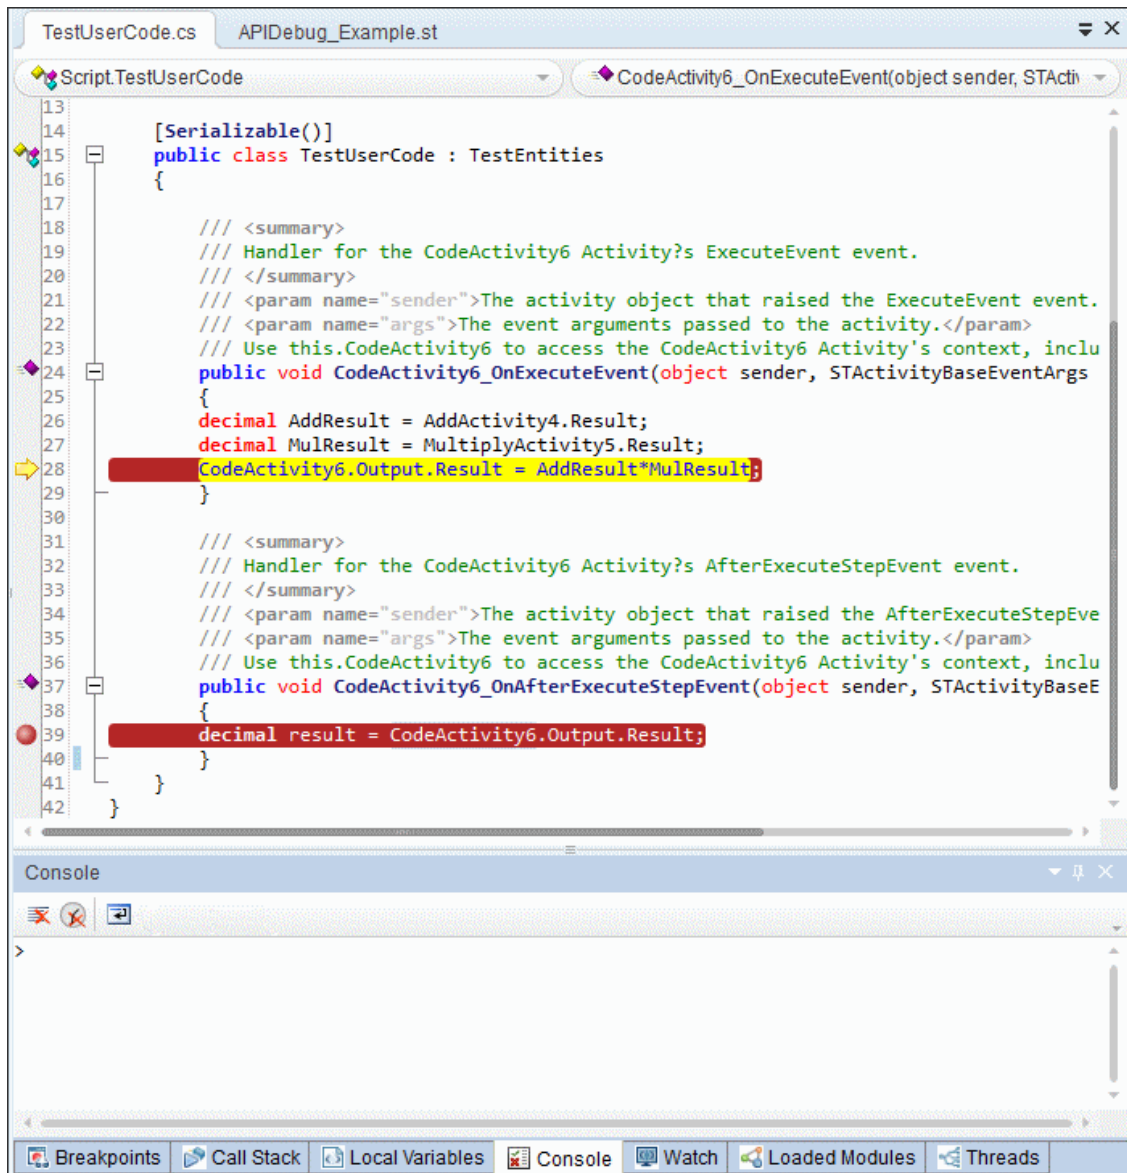 TestUserCode.cs APIDebug_Example.st
Script.TestUserCode CodeActivity6_OnExecuteEvent(object sender, STActiv
13
14 [Serializable()]
15 public class TestUserCode : TestEntities
16 {
17
18 /// <summary>
19 /// Handler for the CodeActivity6 Activity?s ExecuteEvent event.
20 /// </summary>
21 /// <param name="sender">The activity object that raised the ExecuteEvent event.
22 /// <param name="args">The event arguments passed to the activity.</param>
23 /// Use this.CodeActivity6 to access the CodeActivity6 Activity's context, inclu
24 public void CodeActivity6_OnExecuteEvent(object sender, STActivityBaseEventArgs
25 {
26 decimal AddResult = AddActivity4.Result;
27 decimal MulResult = MultiplyActivity5.Result;
28 CodeActivity6.Output.Result = AddResult*MulResult;
29 }
30
31 /// <summary>
32 /// Handler for the CodeActivity6 Activity?s AfterExecuteStepEvent event.
33 /// </summary>
34 /// <param name="sender">The activity object that raised the AfterExecuteStepEve
35 /// <param name="args">The event arguments passed to the activity.</param>
36 /// Use this.CodeActivity6 to access the CodeActivity6 Activity's context, inclu
37 public void CodeActivity6_OnAfterExecuteStepEvent(object sender, STActivityBaseE
38 {
39 decimal result = CodeActivity6.Output.Result;
40 }
41 }
42 }
Console
>
Breakpoints Call Stack Local Variables Console Watch Loaded Modules Threads